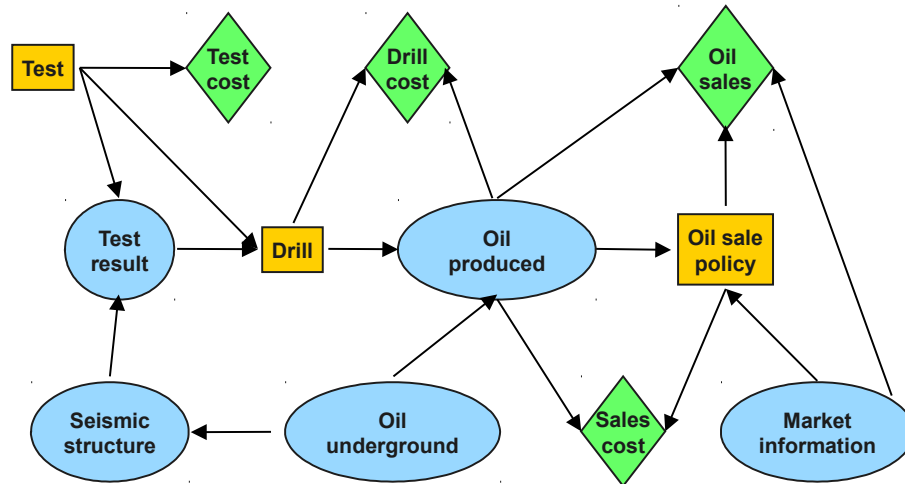 Test
Test
cost
Drill
cost
Oil
sales
Test
result
Drill
Oil
produced
Oil sale
policy
Seismic
structure
Oil
underground
Sales
cost
Market
information